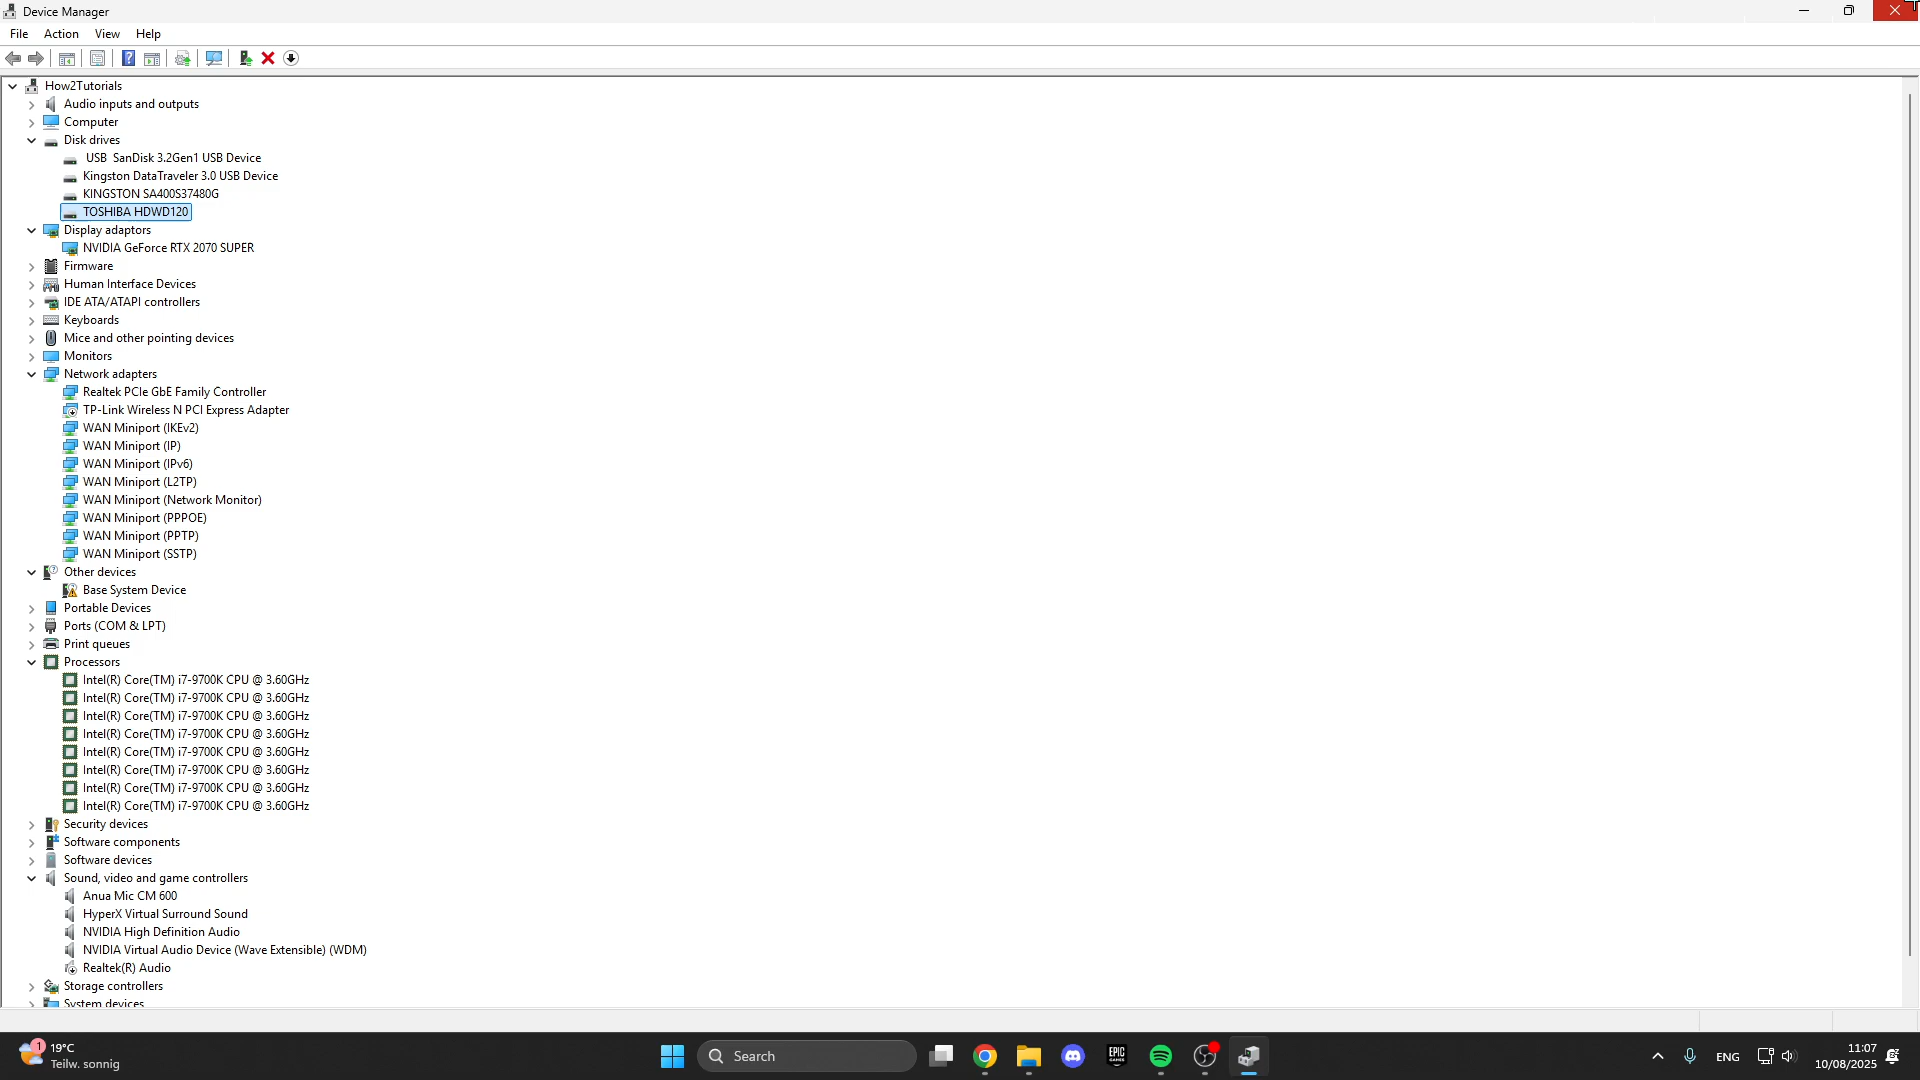 Device Manager
File Action View Help
How2Tutorials
Audio inputs and outputs
Computer
Disk drives
USB SanDisk 3.2Gen1 USB Device
Kingston DataTraveler 3.0 USB Device
KINGSTON SA400S37480G
TOSHIBA HDWD120
Display adaptors
NVIDIA GeForce RTX 2070 SUPER
Firmware
Human Interface Devices
IDE ATA/ATAPI controllers
Keyboards
Mice and other pointing devices
Monitors
Network adapters
Realtek PCIe GbE Family Controller
TP-Link Wireless N PCI Express Adapter
WAN Miniport (IKEv2)
WAN Miniport (IP)
WAN Miniport (IPv6)
WAN Miniport (L2TP)
WAN Miniport (Network Monitor)
WAN Miniport (PPPOE)
WAN Miniport (PPTP)
WAN Miniport (SSTP)
Other devices
Base System Device
Portable Devices
Ports (COM & LPT)
Print queues
Processors
Intel(R) Core(TM) i7-9700K CPU @ 3.60GHz
Intel(R) Core(TM) i7-9700K CPU @ 3.60GHz
Intel(R) Core(TM) i7-9700K CPU @ 3.60GHz
Intel(R) Core(TM) i7-9700K CPU @ 3.60GHz
Intel(R) Core(TM) i7-9700K CPU @ 3.60GHz
Intel(R) Core(TM) i7-9700K CPU @ 3.60GHz
Intel(R) Core(TM) i7-9700K CPU @ 3.60GHz
Intel(R) Core(TM) i7-9700K CPU @ 3.60GHz
Security devices
Software components
Software devices
Sound, video and game controllers
Anua Mic CM 600
HyperX Virtual Surround Sound
NVIDIA High Definition Audio
NVIDIA Virtual Audio Device (Wave Extensible) (WDM)
Realtek(R) Audio
Storage controllers
System devices
1
19°C
Teilw. sonnig
Search
EPIC GAMES
ENG
11:07
10/08/2025